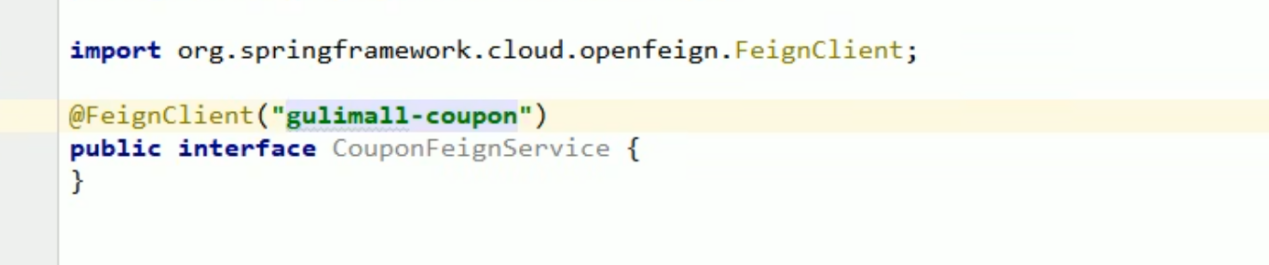 import org.springframework.cloud.openfeign.FeignClient;
@FeignClient("gulimall-coupon")
public interface CouponFeignService {
}